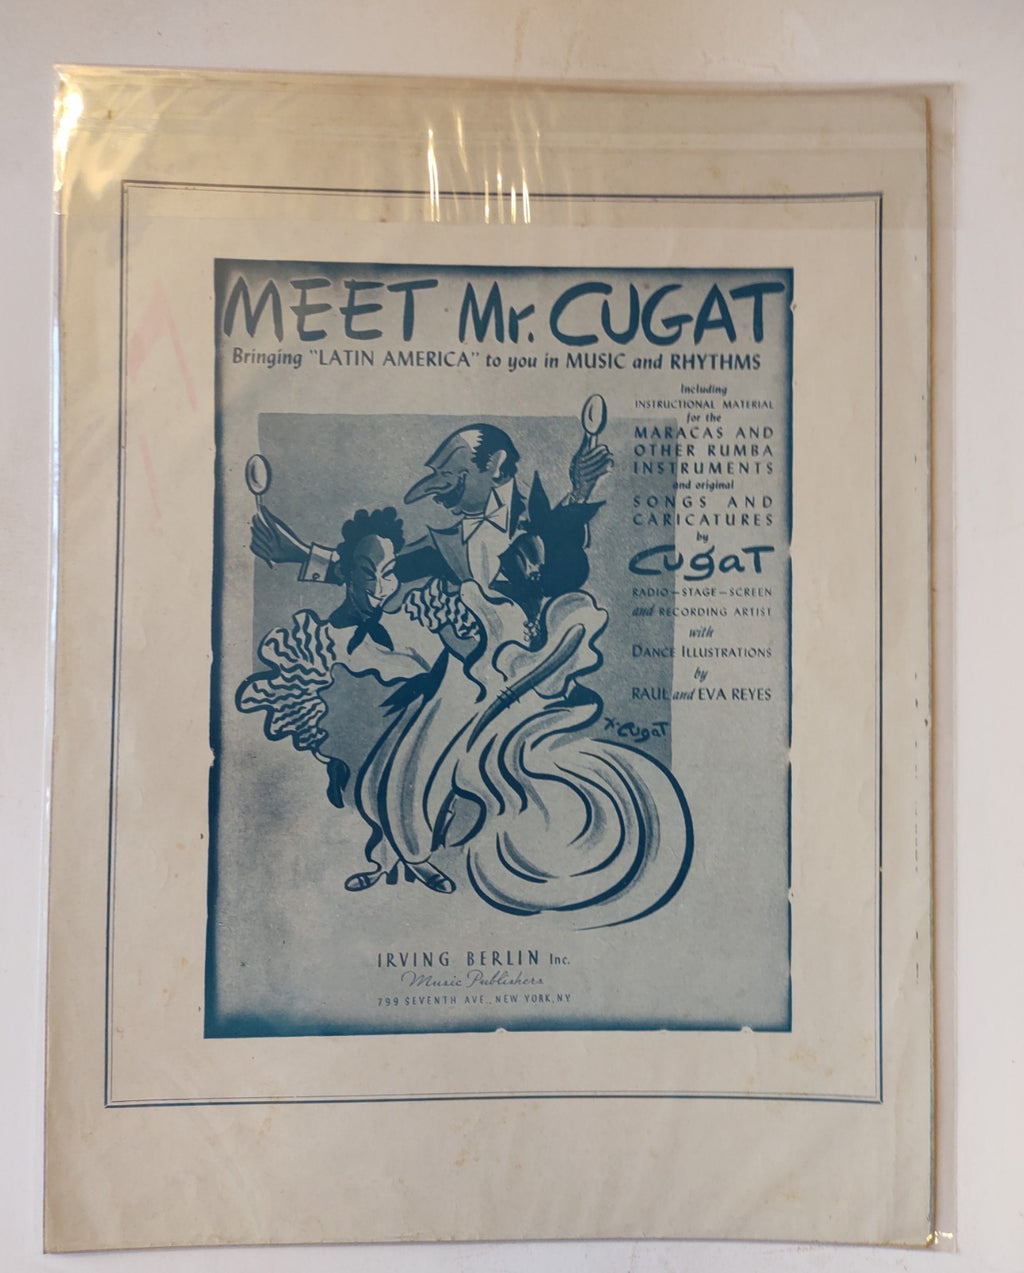 MEET Mr. CUGAT
Bringing "LATIN AMERICA" to you in MUSIC and RHYTHMS
Including
INSTRUCTIONAL MATERIAL
for the
MARACAS AND
OTHER RUMBA
INSTRUMENTS
and original
SONGS AND
CARICATURES
by
CugaT
RADIO-STAGE-SCREEN
and RECORDING ARTIST
with
DANCE ILLUSTRATIONS
by
RAUL and EVA REYES
X. CugaT
IRVING BERLIN Inc.
Music Publishers
799 SEVENTH AVE., NEW YORK, NY